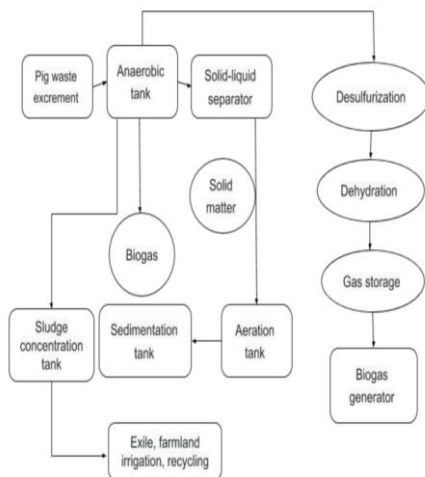 Pig waste
excrement
Anaerobic
tank
Solid-liquid
separator
Desulfurization
Solid
matter
Dehydration
Biogas
Gas storage
Sludge
concentration
tank
Sedimentation
tank
Aeration
tank
Biogas
generator
Exile, farmland
irrigation, recycling